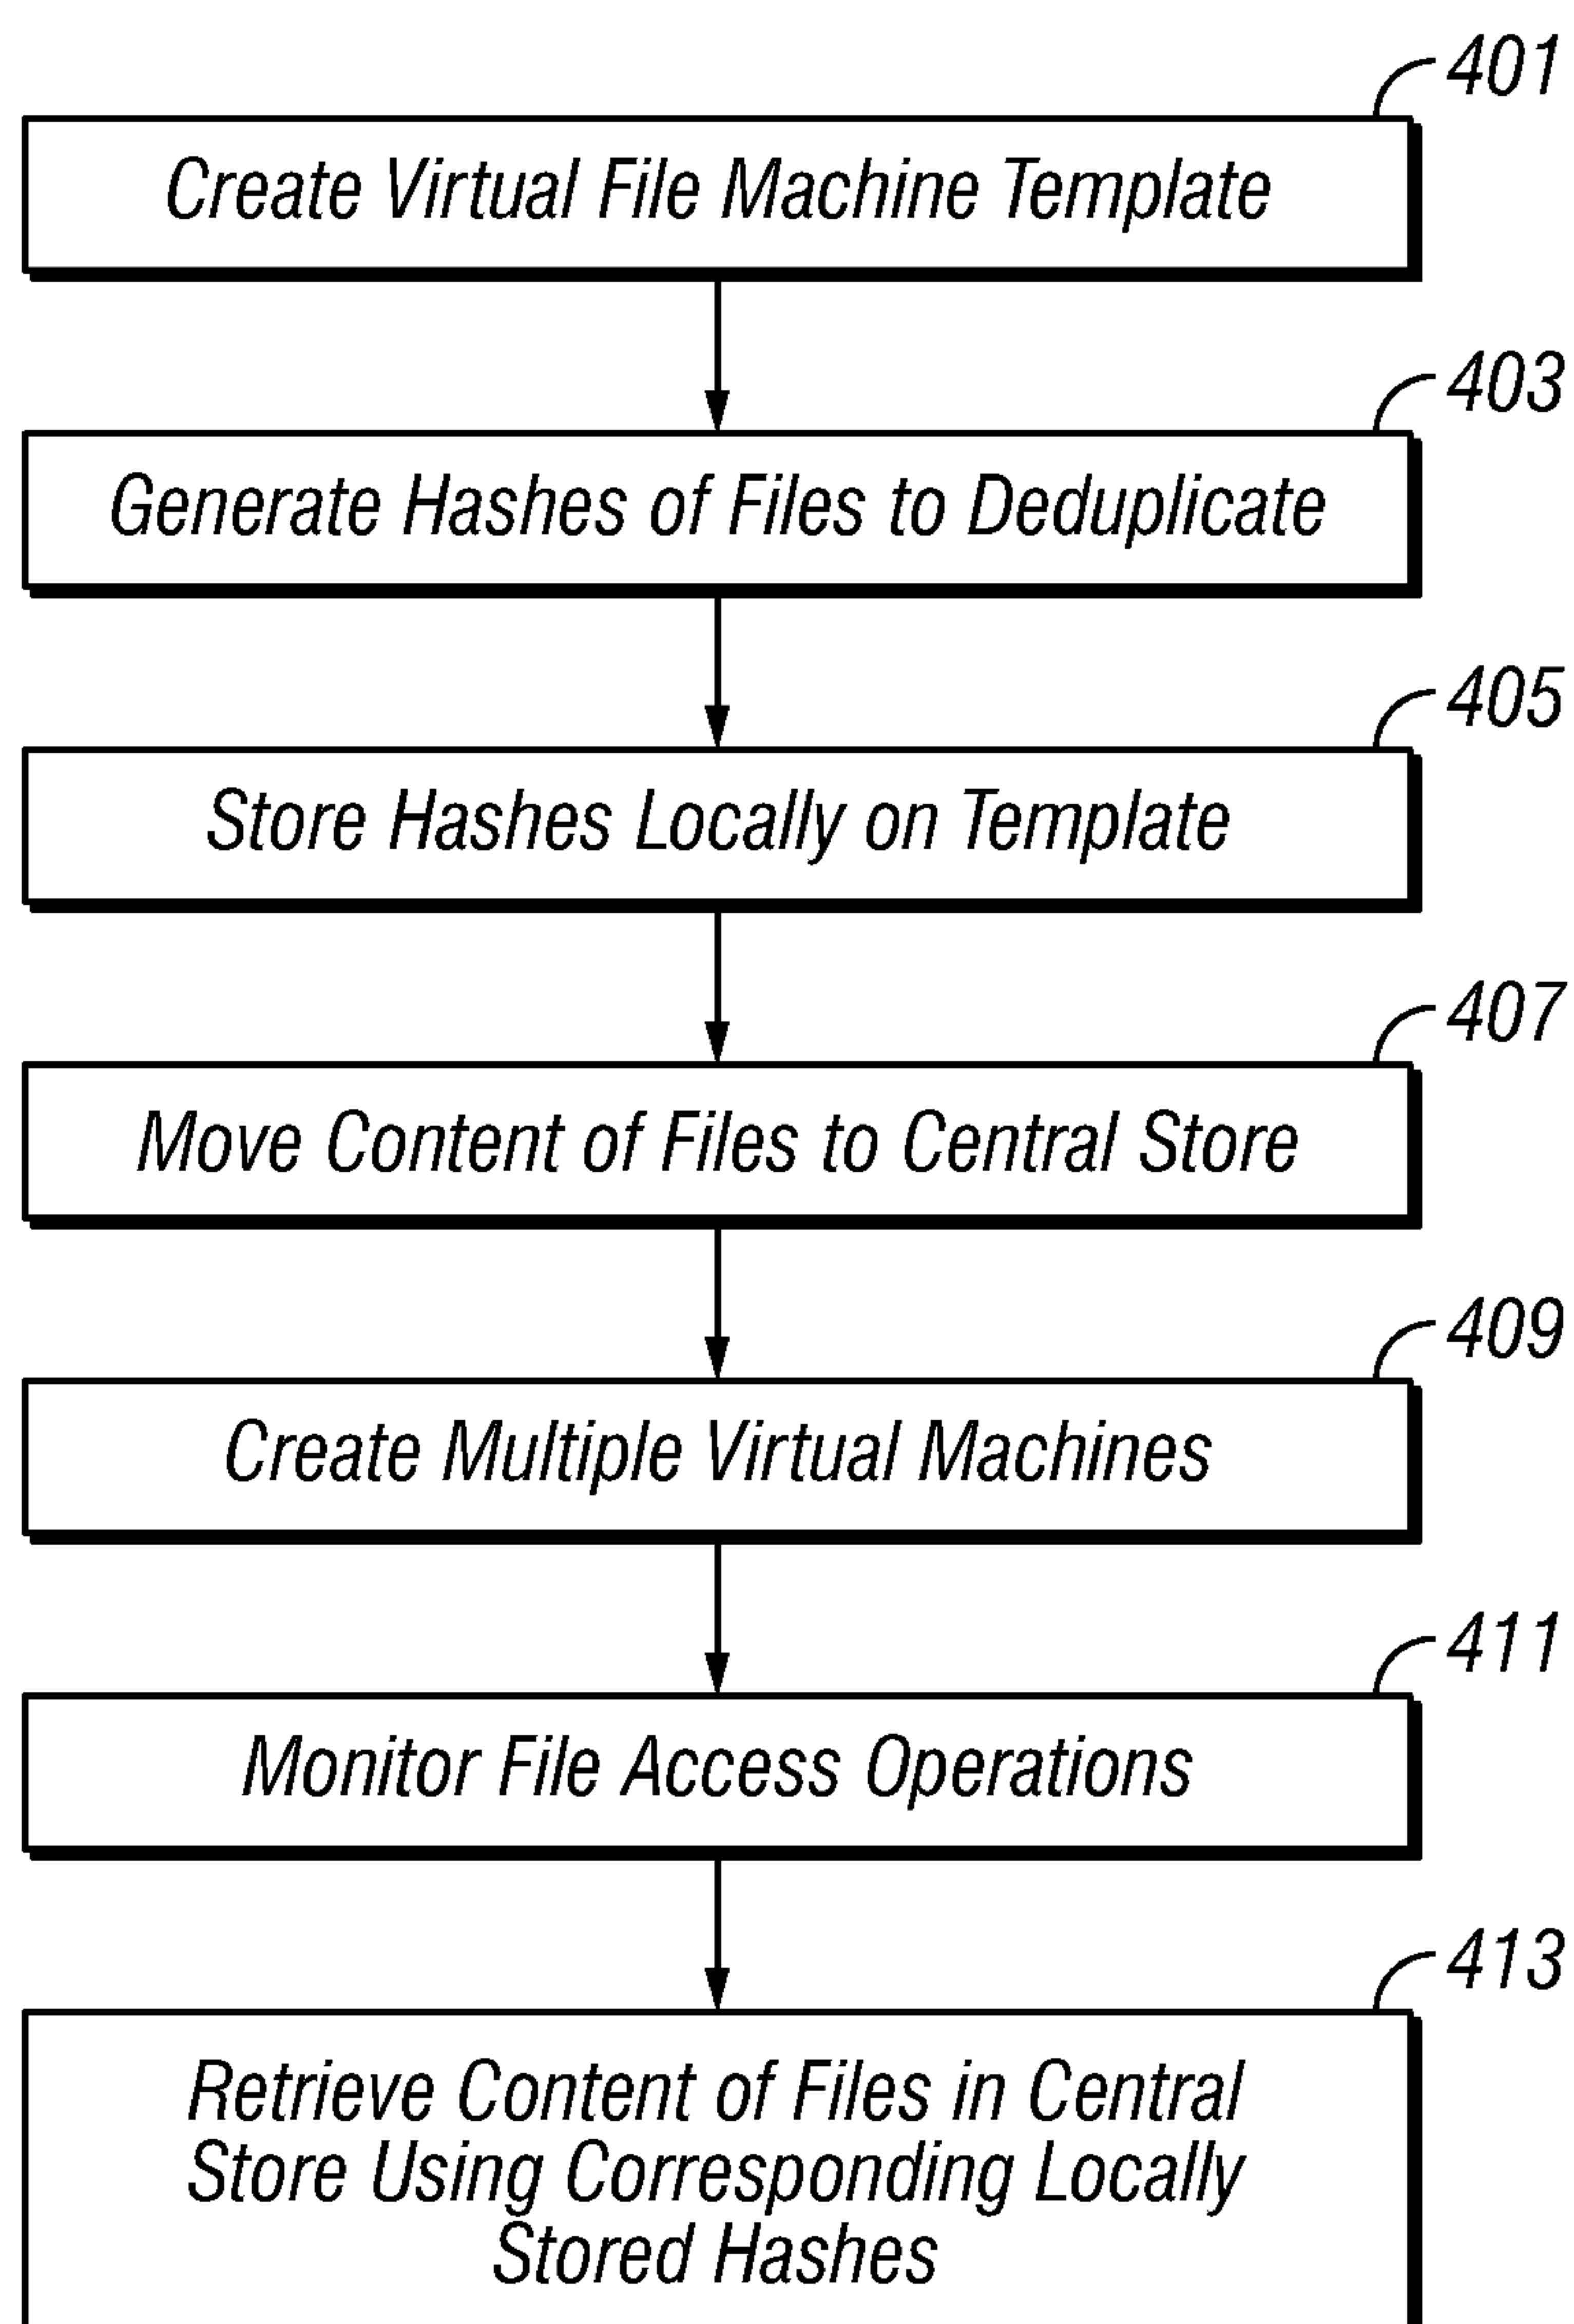 401
Create Virtual File Machine Template
403
Generate Hashes of Files to Deduplicate
405
Store Hashes Locally on Template
407
Move Content of Files to Central Store
409
Create Multiple Virtual Machines
411
Monitor File Access Operations
413
Retrieve Content of Files in Central
Store Using Corresponding Locally
Stored Hashes